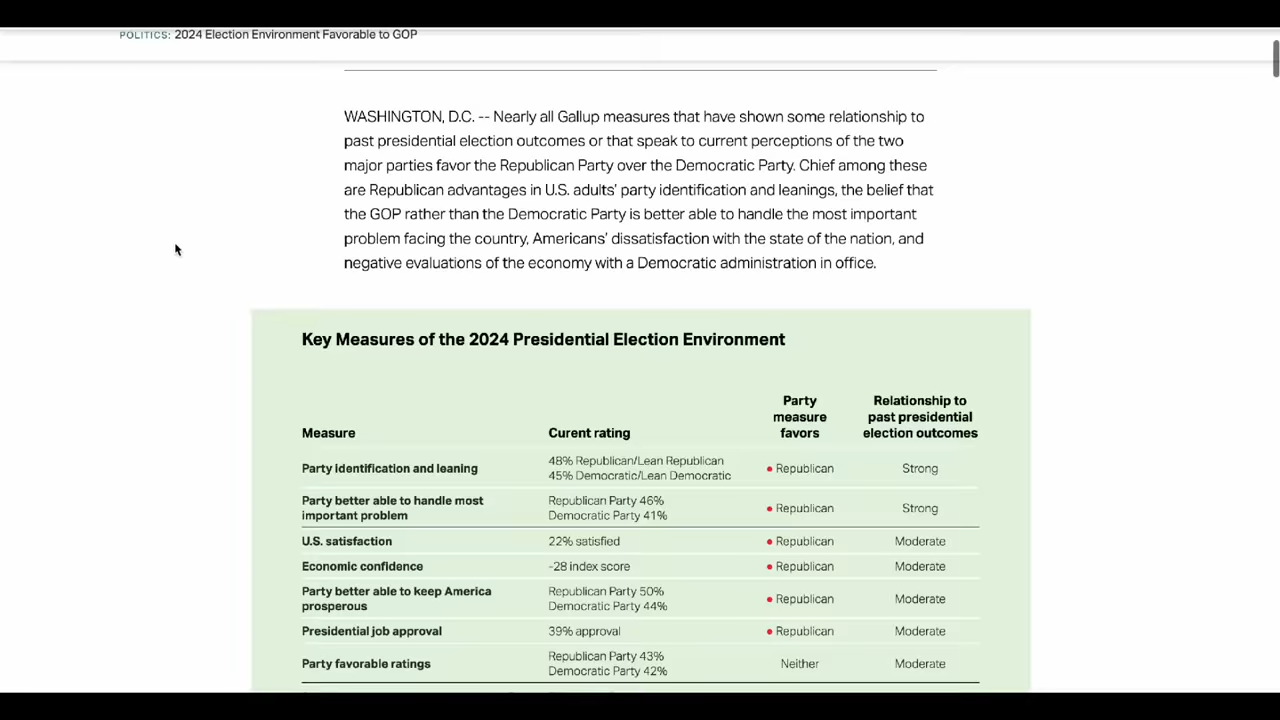 POLITICS: 2024 Election Environment Favorable to GOP
WASHINGTON, D.C. -- Nearly all Gallup measures that have shown some relationship to
past presidential election outcomes or that speak to current perceptions of the two
major parties favor the Republican Party over the Democratic Party. Chief among these
are Republican advantages in U.S. adults' party identification and leanings, the belief that
the GOP rather than the Democratic Party is better able to handle the most important
problem facing the country, Americans' dissatisfaction with the state of the nation, and
negative evaluations of the economy with a Democratic administration in office.
Key Measures of the 2024 Presidential Election Environment
Measure
Curent rating
Party
measure
favors
Relationship to
past presidential
election outcomes
Party identification and leaning
48% Republican/Lean Republican
45% Democratic/Lean Democratic
Republican
Strong
Party better able to handle most
important problem
Republican Party 46%
Democratic Party 41%
Republican
Strong
U.S. satisfaction
22% satisfied
Republican
Moderate
Economic confidence
-28 index score
Republican
Moderate
Party better able to keep America
prosperous
Republican Party 50%
Democratic Party 44%
Republican
Moderate
Presidential job approval
39% approval
Republican
Moderate
Party favorable ratings
Republican Party 43%
Democratic Party 42%
Neither
Moderate